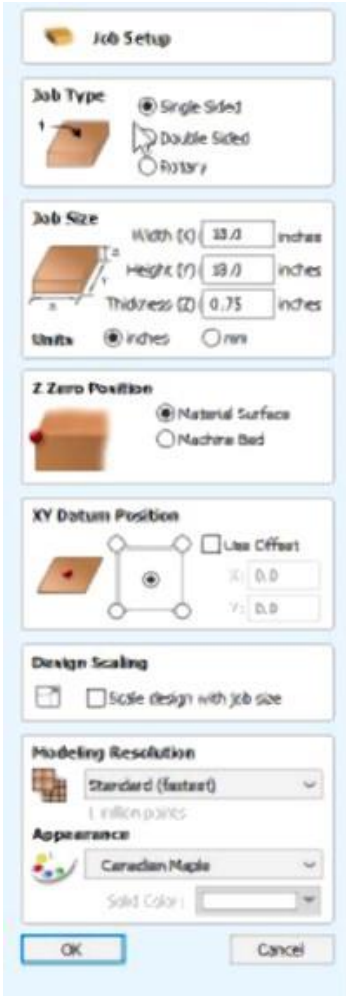 Job Setup
Job Type
Single Sided
1
Double Sided
Rotary
Job Size
Width (X) inches
Z
Height (Y) inches
Y
X
Thickness (Z) 0.75 inches
Units inches mm
Z Zero Position
Material Surface
Machine Bed
XY Datum Position
Use Offset
X: 0.0
Y: 0.0
Design Scaling
Scale design with job size
Modeling Resolution
Standard (fastest)
1 million points
Appearance
Canadian Maple
Solid Color:
OK Cancel